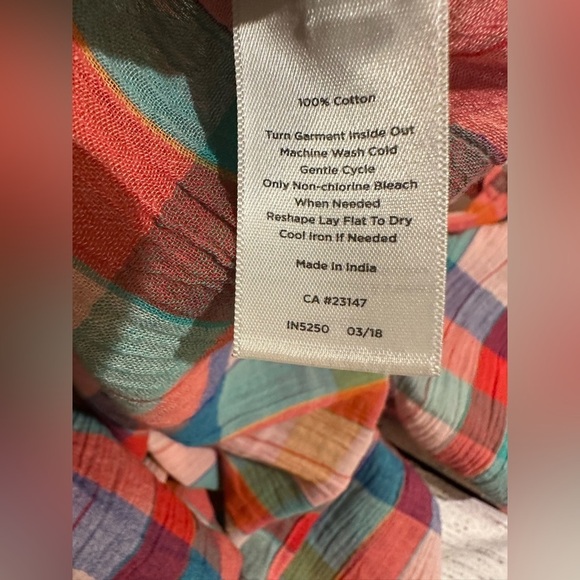 100% Cotton
Turn Garment Inside Out
Machine Wash Cold
Gentle Cycle
Only Non-chlorine Bleach
When Needed
Reshape Lay Flat To Dry
Cool Iron If Needed
Made in India
CA #23147
IN5250 03/18